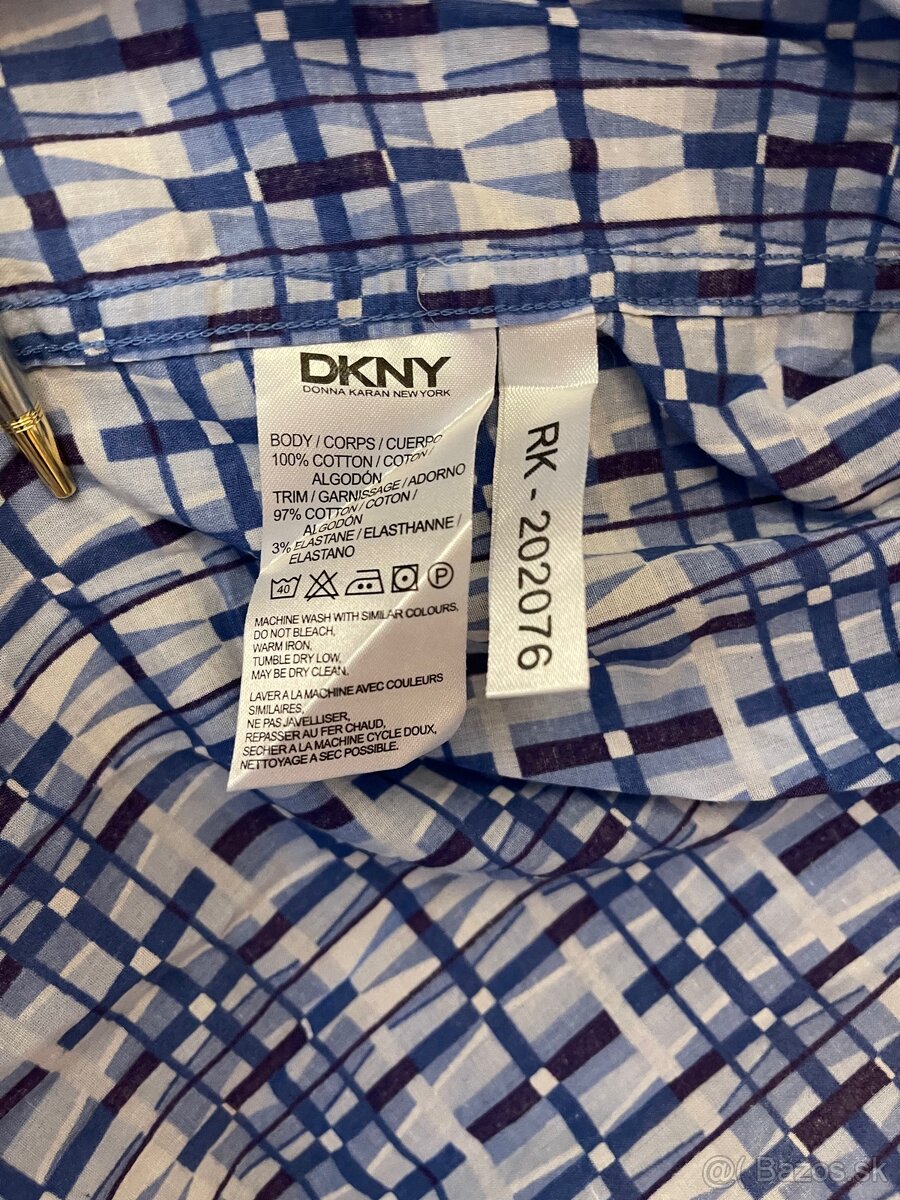 DKNY
DONNA KARAN NEW YORK
BODY / CORPS / CUERPO
100% COTTON / COTON /
ALGODÓN
TRIM / GARNISSAGE / ADORNO
97% COTTON / COTON /
ALGODÓN
3% ELASTANE / ELASTHANNE /
ELASTANO
40 P
MACHINE WASH WITH SIMILAR COLOURS,
DO NOT BLEACH,
WARM IRON,
TUMBLE DRY LOW,
MAY BE DRY CLEAN.
LAVER A LA MACHINE AVEC COULEURS
SIMILAIRES,
NE PAS JAVELLISER,
REPASSER AU FER CHAUD,
SECHER A LA MACHINE CYCLE DOUX,
NETTOYAGE A SEC POSSIBLE.
RK - 202076
@( Bazos.sk